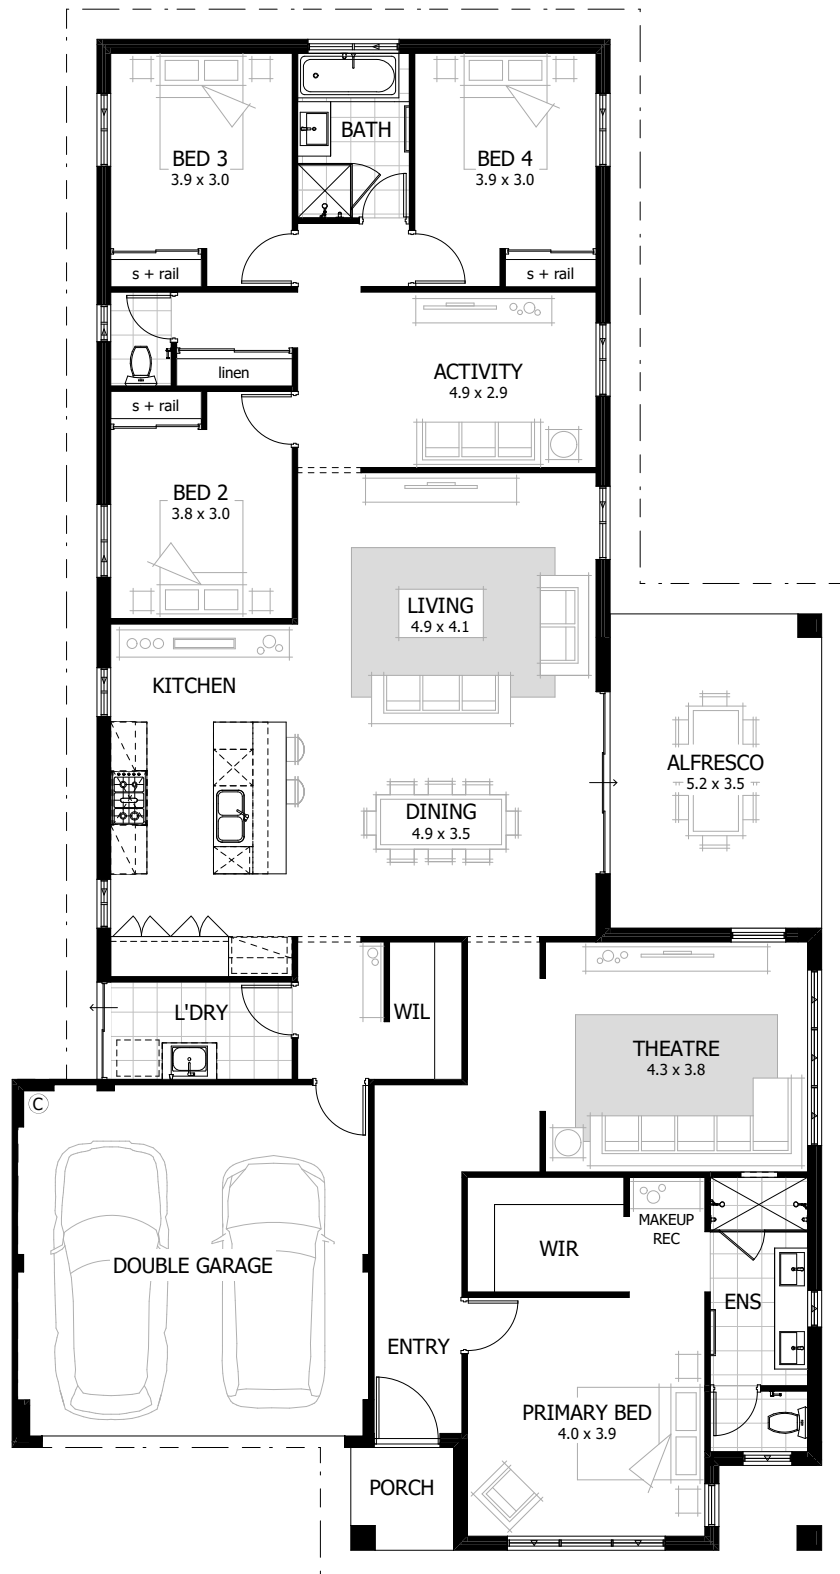 BATH
BED 3
3.9 x 3.0
BED 4
3.9 x 3.0
s + rail
s + rail
linen
ACTIVITY
4.9 x 2.9
s + rail
BED 2
3.8 x 3.0
LIVING
4.9 x 4.1
KITCHEN
ALFRESCO
5.2 x 3.5
DINING
4.9 x 3.5
L'DRY
WIL
THEATRE
4.3 x 3.8
C
MAKEUP
REC
WIR
DOUBLE GARAGE
ENS
ENTRY
PRIMARY BED
4.0 x 3.9
PORCH